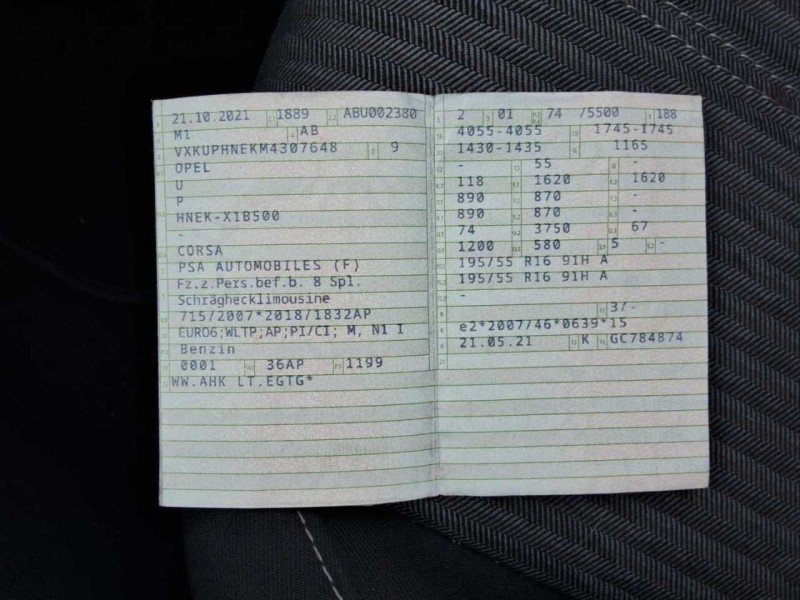 21.10.2021 1889 ABU002380
M1 AB
VXKUPHNEKM4307648 9
OPEL
U
P
HNEK-X1B500
-
CORSA
PSA AUTOMOBILES (F)
Fz.z.Pers.bef.b. 8 Spl.
Schräghecklimousine
715/2007*2018/1832AP
EURO6;WLTP;AP;PI/CI; M, N1 I
Benzin
0001 36AP 1199
WW.AHK LT.EGTG*
2 01 74 /5500 188
4055-4055 1745-1745
1430-1435 1165
- 55 -
118 1620 1620
890 870 -
890 870 -
74 3750 67
1200 580 5 -
195/55 R16 91H A
195/55 R16 91H A
-
3/-
e2*2007/46*0639*15
21.05.21 K GC784874